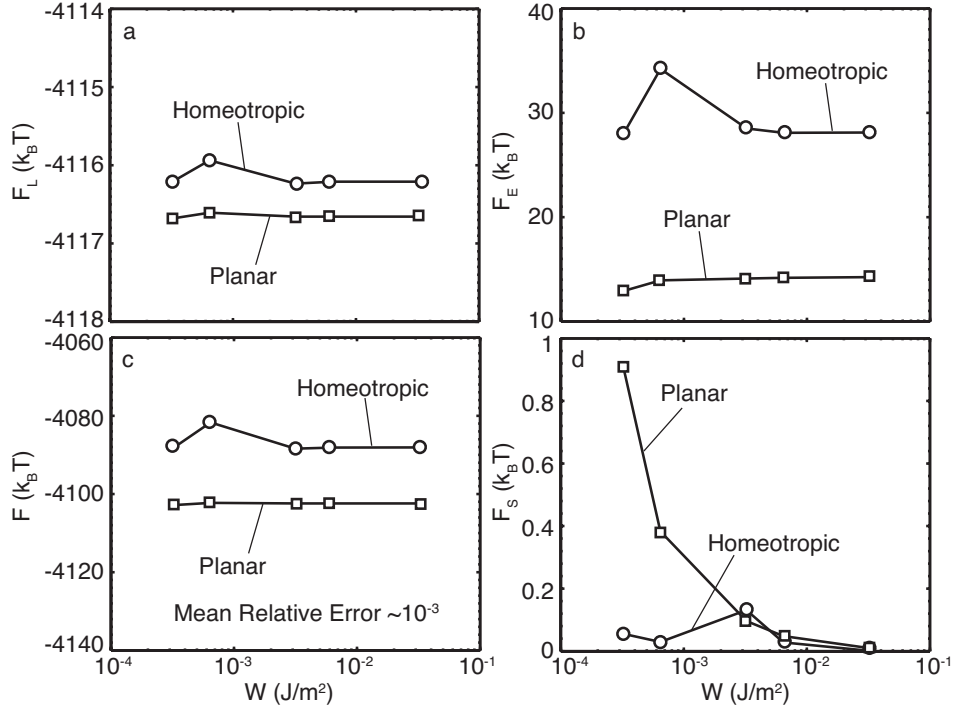 a
-4114
-4115
-4116
-4117
-4118
F_L (k_BT)
Homeotropic
Planar
b
40
30
20
10
F_E (k_BT)
Homeotropic
Planar
c
-4060
-4080
-4100
-4120
-4140
F (k_BT)
Homeotropic
Planar
Mean Relative Error ~10⁻³
10⁻⁴ 10⁻³ 10⁻² 10⁻¹
W (J/m²)
d
1
0.8
0.6
0.4
0.2
0
F_S (k_BT)
Planar
Homeotropic
10⁻⁴ 10⁻³ 10⁻² 10⁻¹
W (J/m²)